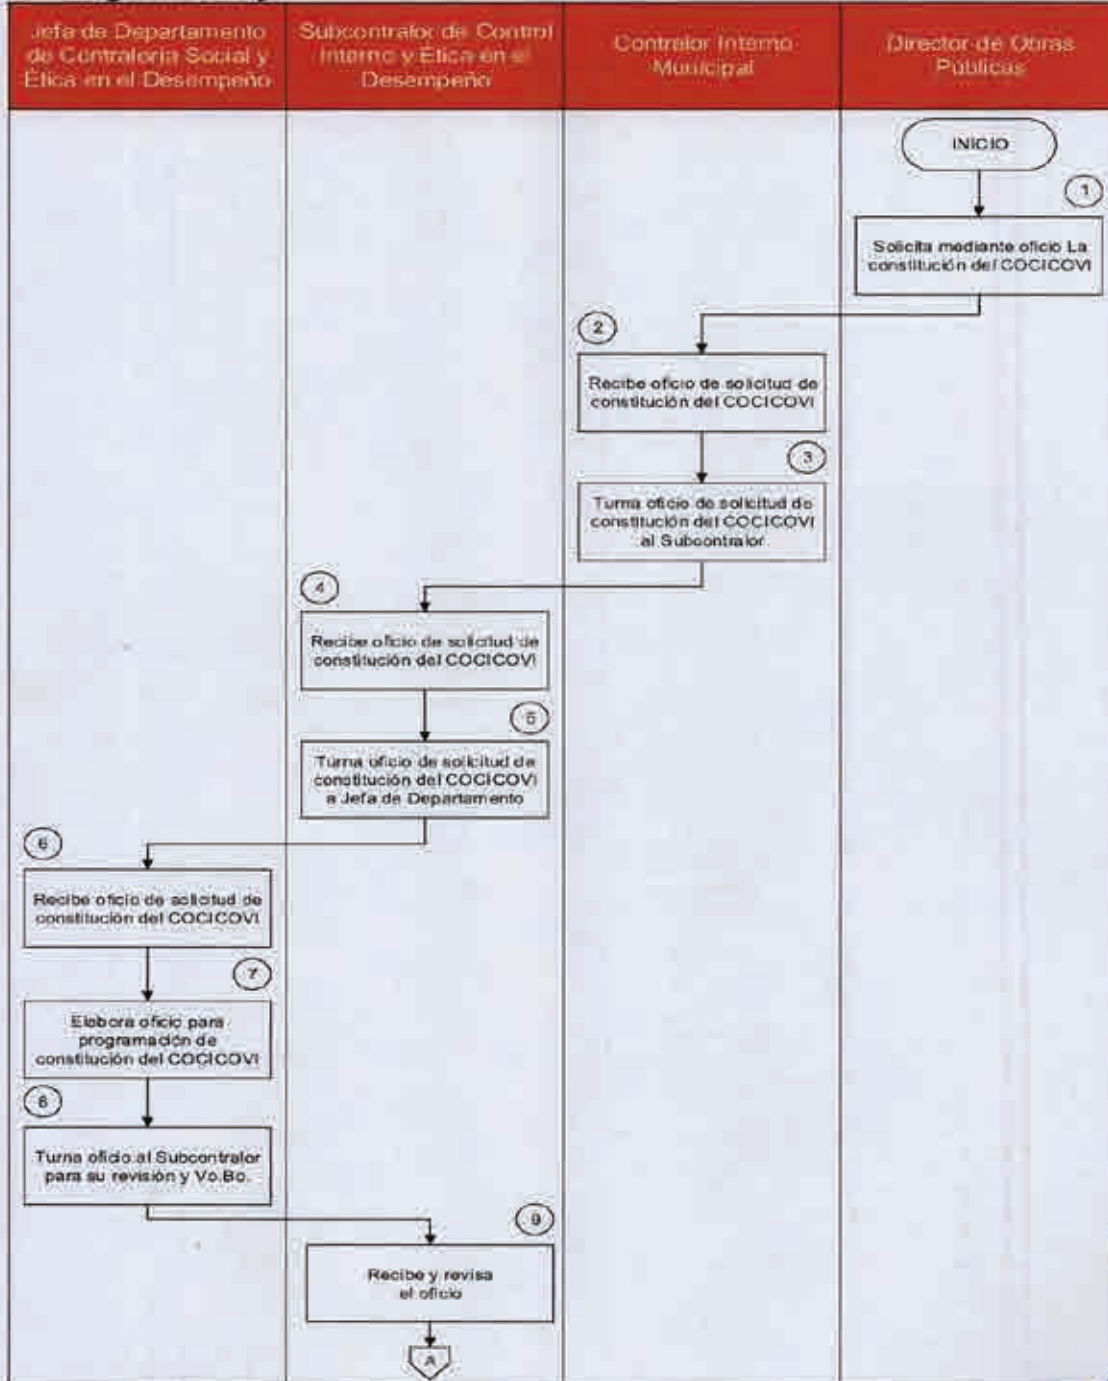 Jefa de Departamento
de Contraloría Social y
Ética en el Desempeño
Subcontralor de Control
Interno y Ética en el
Desempeño
Contralor Interno
Municipal
Director de Obras
Públicas
INICIO
1
Solicita mediante oficio La
constitución del COCICOVI
2
Recibe oficio de solicitud de
constitución del COCICOVI
3
Turna oficio de solicitud de
constitución del COCICOVI
al Subcontralor
4
Recibe oficio de solicitud de
constitución del COCICOVI
5
Turna oficio de solicitud de
constitución del COCICOVI
a Jefa de Departamento
6
Recibe oficio de solicitud de
constitución del COCICOVI
7
Elabora oficio para
programación de
constitución del COCICOVI
8
Turna oficio al Subcontralor
para su revisión y Vo.Bo.
9
Recibe y revisa
el oficio
A